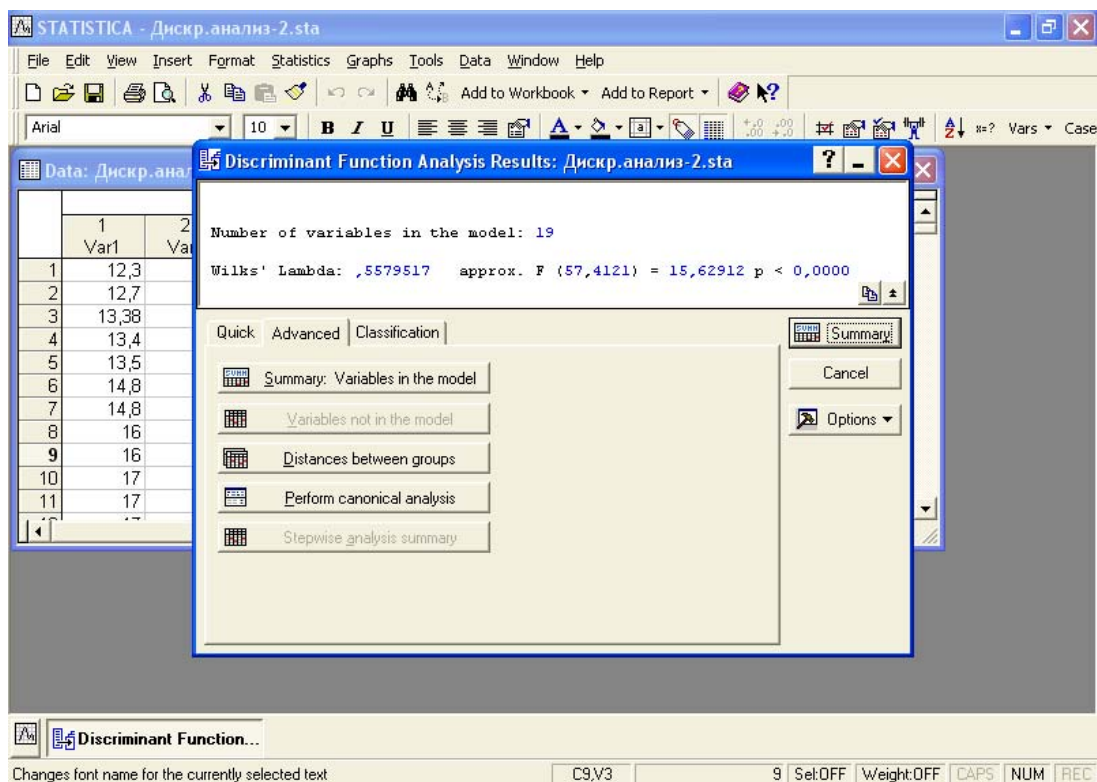 STATISTICA - Дискр.анализ-2.sta
File Edit View Insert Format Statistics Graphs Tools Data Window Help
Add to Workbook Add to Report
Arial 10 B I U A a +.0 .00 +.00 .0 A Z x=? Vars Case
Data: Дискр.анал
Discriminant Function Analysis Results: Дискр.анализ-2.sta
1 2
Var1 Va
1 12,3
2 12,7
3 13,38
4 13,4
5 13,5
6 14,8
7 14,8
8 16
9 16
10 17
11 17
Number of variables in the model: 19
Wilks' Lambda: ,5579517 approx. F (57,4121) = 15,62912 p < 0,0000
Quick Advanced Classification
Summary: Variables in the model
Variables not in the model
Distances between groups
Perform canonical analysis
Stepwise analysis summary
Summary
Cancel
Options
Discriminant Function...
Changes font name for the currently selected text C9,V3 9 Sel:OFF Weight:OFF CAPS NUM REC